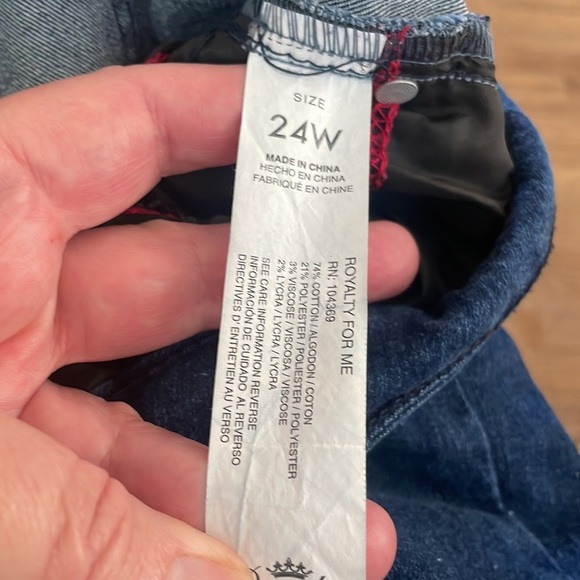 SIZE
24W
MADE IN CHINA
HECHO EN CHINA
FABRIQUÉ EN CHINE
ROYALTY FOR ME
RN: 104369
74% COTTON / ALGODON / COTON
21% POLYESTER / POLIESTER / POLYESTER
3% VISCOSE / VISCOSA / VISCOSE
2% LYCRA / LYCRA / LYCRA
SEE CARE INFORMATION REVERSE
INFORMACIÓN DE CUIDADO AL REVERSO
DIRECTIVES D'ENTRETIEN AU VERSO